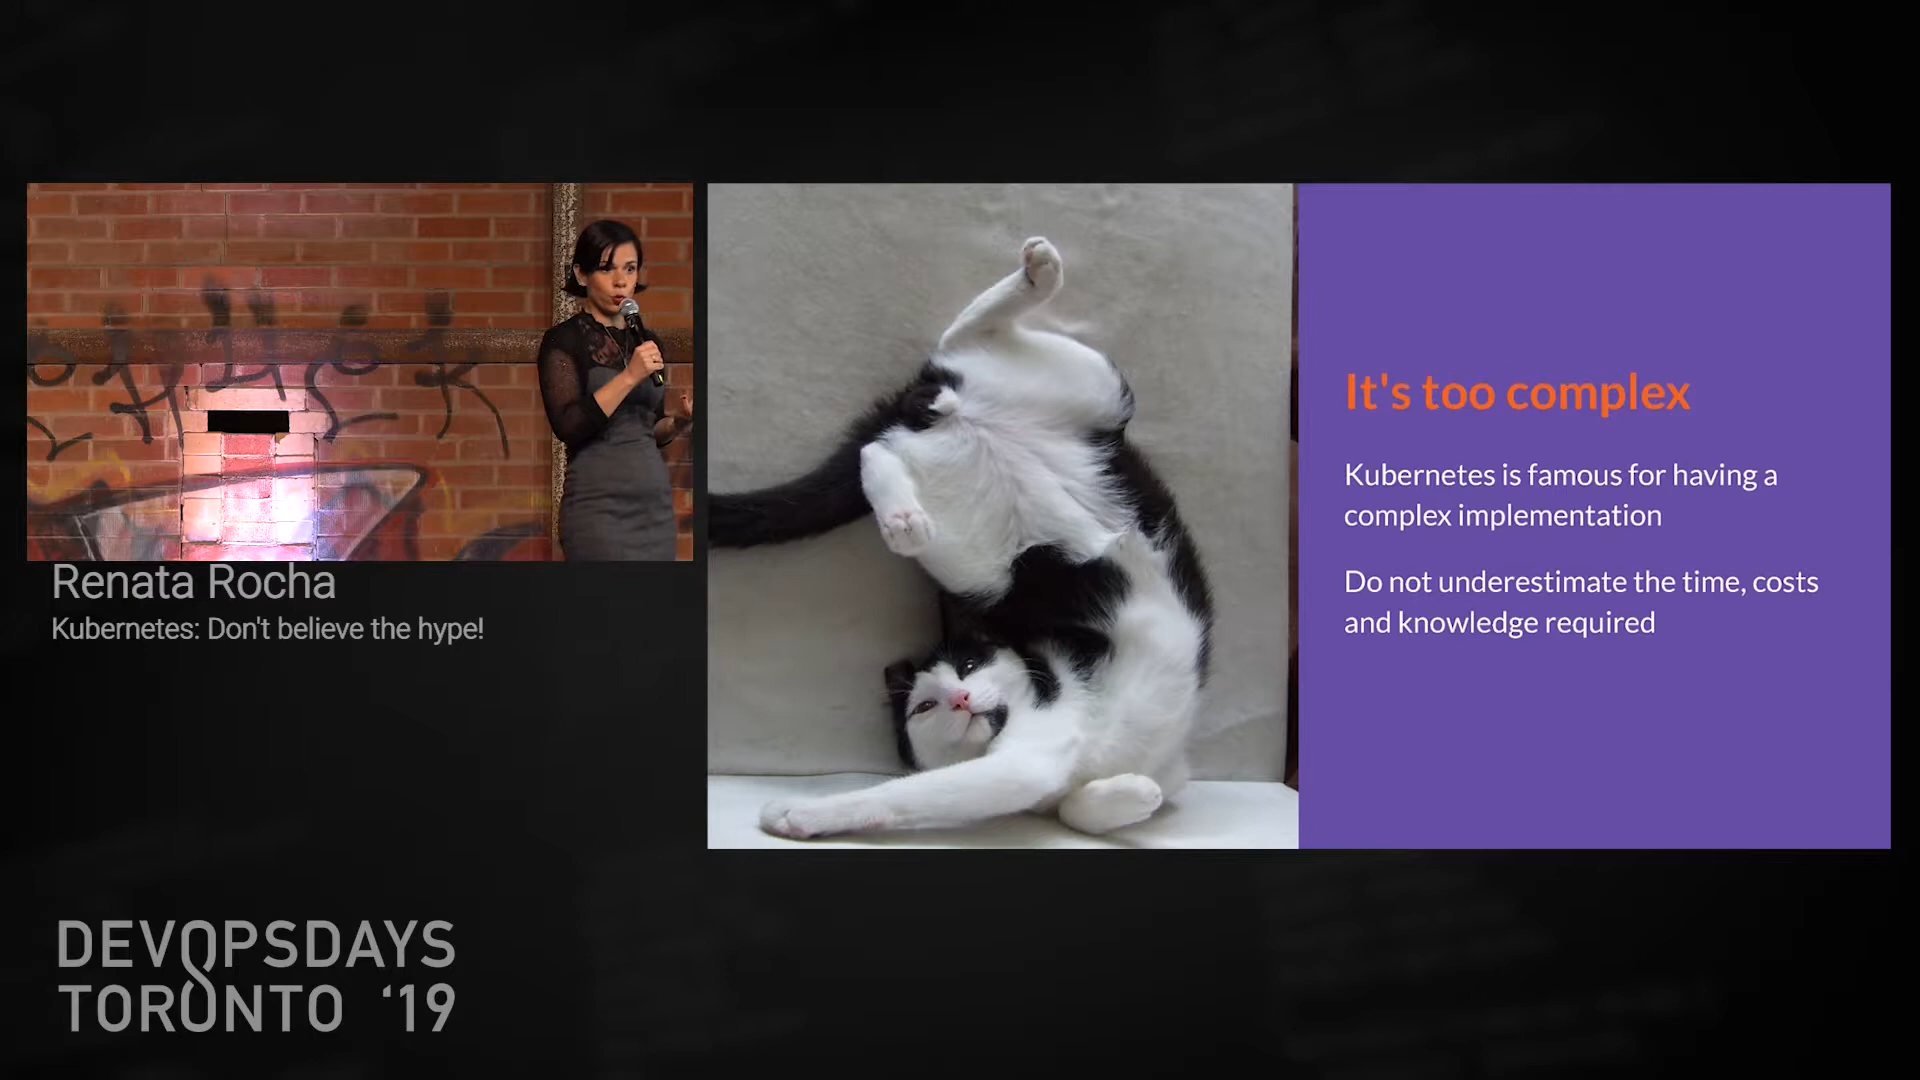 Renata Rocha
Kubernetes: Don't believe the hype!
It's too complex
Kubernetes is famous for having a
complex implementation
Do not underestimate the time, costs
and knowledge required
DEVOPSDAYS
TORONTO ‘19